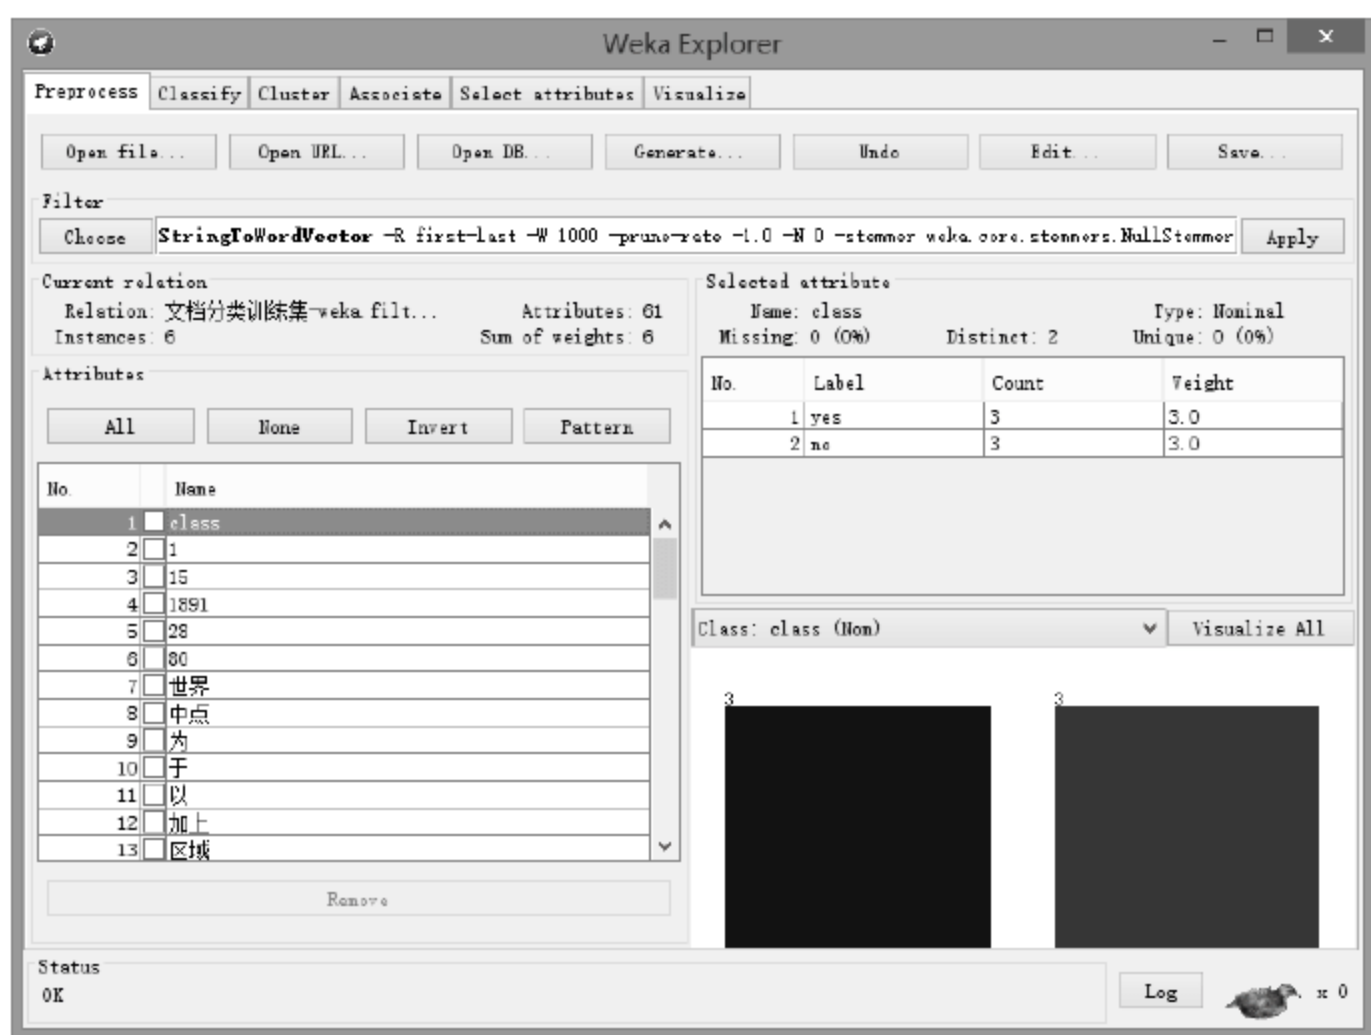 Weka Explorer
Preprocess Classify Cluster Associate Select attributes Visualize
Open file... Open URL... Open DB... Generate... Undo Edit... Save...
Filter
Choose StringToWordVector -R first-last -W 1000 -prune-rate -1.0 -N 0 -stemmer weka.core.stemmers.NullStemmer Apply
Current relation
Relation: 文档分类训练集-weka.filt... Attributes: 61
Instances: 6 Sum of weights: 6
Selected attribute
Name: class Type: Nominal
Missing: 0 (0%) Distinct: 2 Unique: 0 (0%)
No. Label Count Weight
1 yes 3 3.0
2 no 3 3.0
Attributes
All None Invert Pattern
No. Name
1 class
2 1
3 15
4 1891
5 28
6 80
7 世界
8 中点
9 为
10 于
11 以
12 加上
13 区域
Remove
Class: class (Nom) Visualize All
3 3
Status
OK
Log x 0